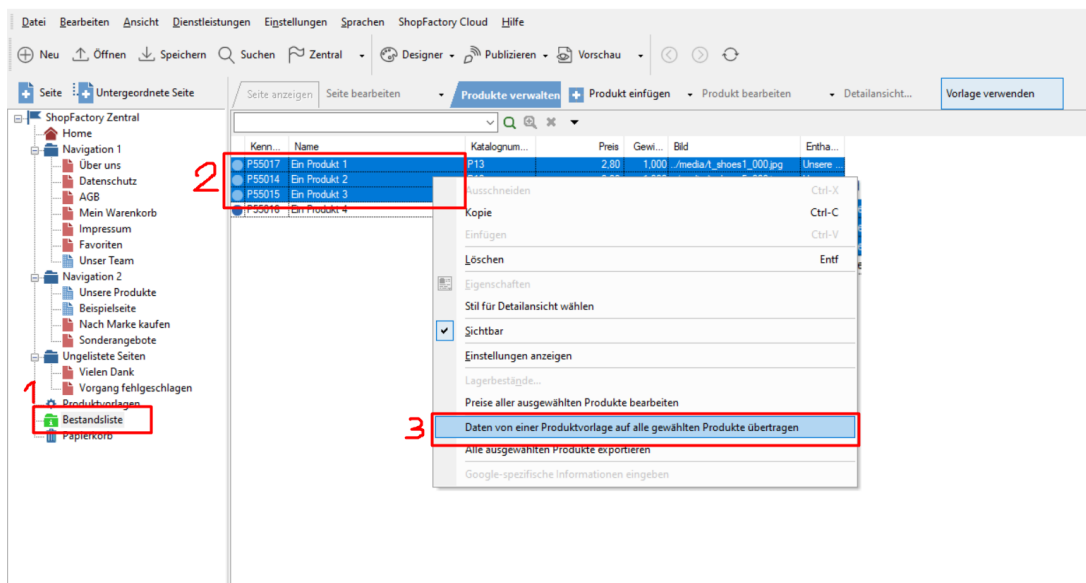 Datei Bearbeiten Ansicht Dienstleistungen Einstellungen Sprachen ShopFactory Cloud Hilfe
Neu Öffnen Speichern Suchen Zentral Designer Publizieren Vorschau
Seite Untergeordnete Seite Seite anzeigen Seite bearbeiten Produkte verwalten Produkt einfügen Produkt bearbeiten Detailansicht... Vorlage verwenden
ShopFactory Zentral
Home
Navigation 1
Über uns
Datenschutz
AGB
Mein Warenkorb
Impressum
Favoriten
Unser Team
Navigation 2
Unsere Produkte
Beispielseite
Nach Marke kaufen
Sonderangebote
Ungelistete Seiten
Vielen Dank
Vorgang fehlgeschlagen
1
Produktvorlagen
Bestandsliste
Papierkorb
Kenn... Name Katalognum... Preis Gewi... Bild Entha...
2
P55017 Ein Produkt 1 P13 2,80 1,000 ../media/t_shoes1_000.jpg Unsere ...
P55014 Ein Produkt 2
P55015 Ein Produkt 3
P55016 Ein Produkt 4
Ausschneiden Ctrl-X
Kopie Ctrl-C
Einfügen Ctrl-V
Löschen Entf
Eigenschaften
Stil für Detailansicht wählen
Sichtbar
Einstellungen anzeigen
Lagerbestände...
Preise aller ausgewählten Produkte bearbeiten
3
Daten von einer Produktvorlage auf alle gewählten Produkte übertragen
Alle ausgewählten Produkte exportieren
Google-spezifische Informationen eingeben